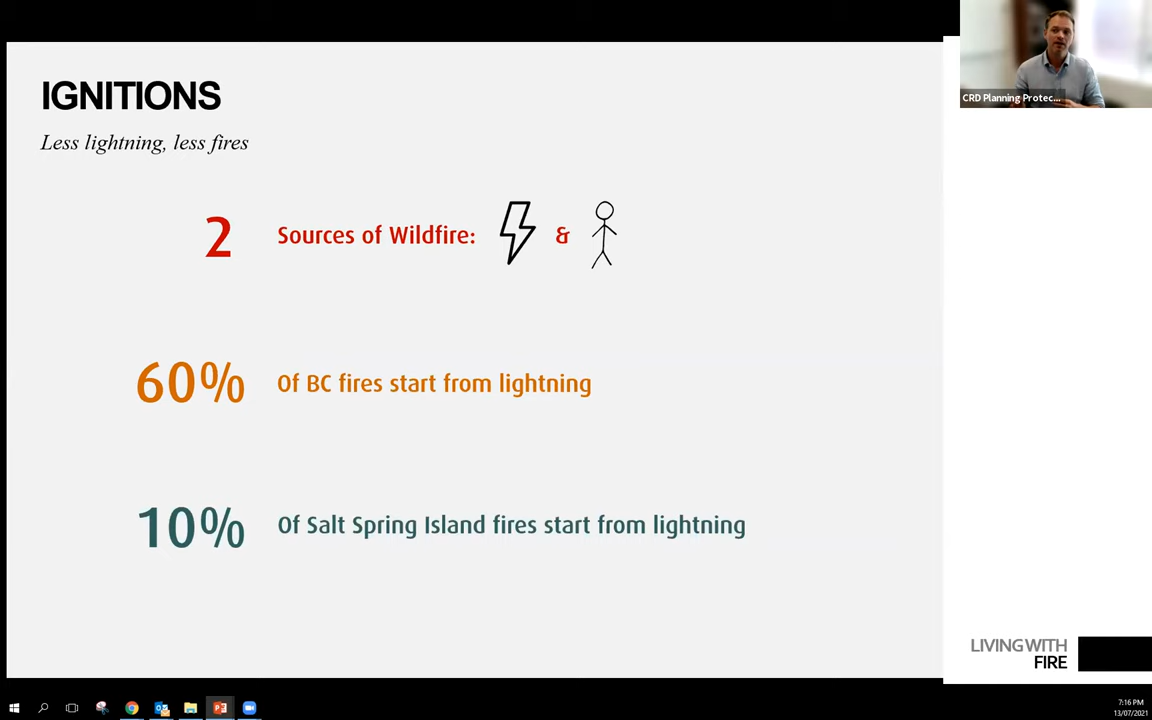 IGNITIONS
Less lightning, less fires
2 Sources of Wildfire: &
60% Of BC fires start from lightning
10% Of Salt Spring Island fires start from lightning
CRD Planning Protec...
LIVING WITH
FIRE
7:16 PM
13/07/2021